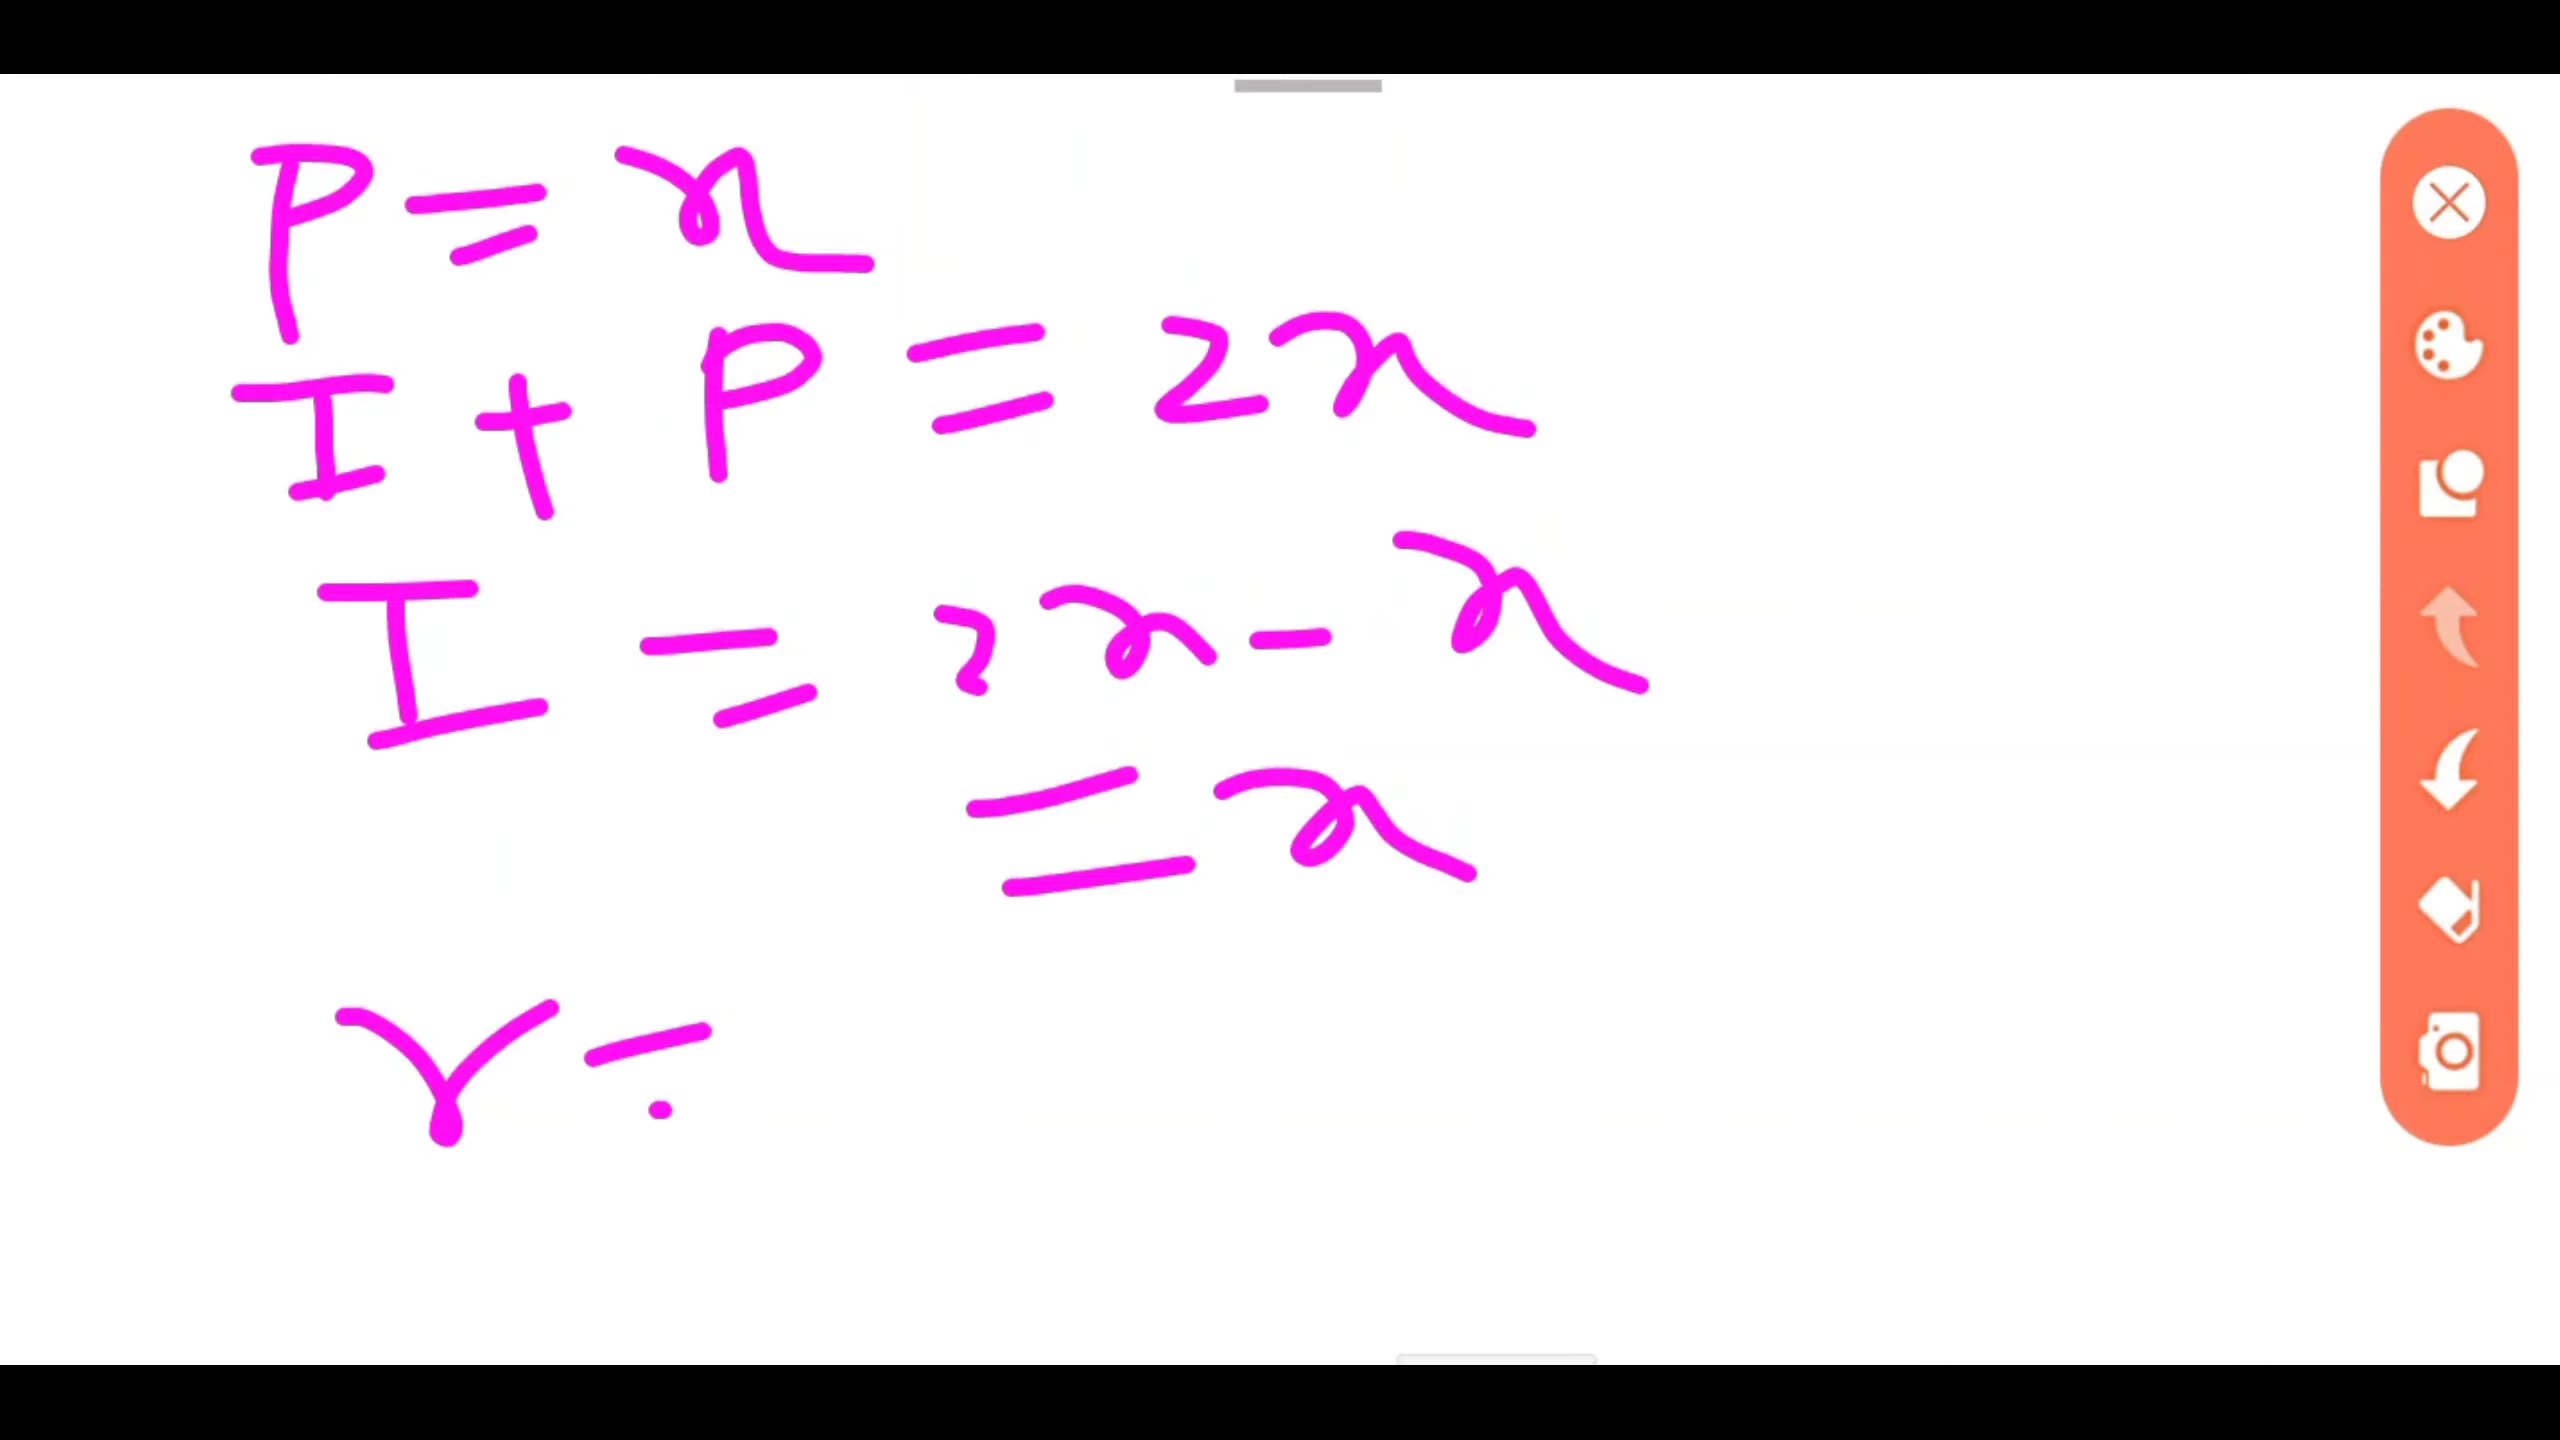 P = x
I + P = 2x
I = 2x - x
= x
r =